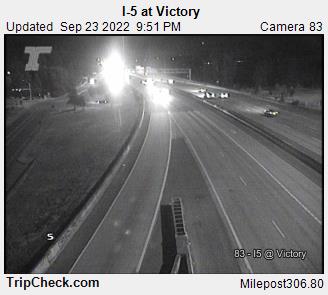 I-5 at Victory
Updated Sep 23 2022 9:51 PM Camera 83
T
S
83 - I5 @ Victory
TripCheck.com Milepost306.80